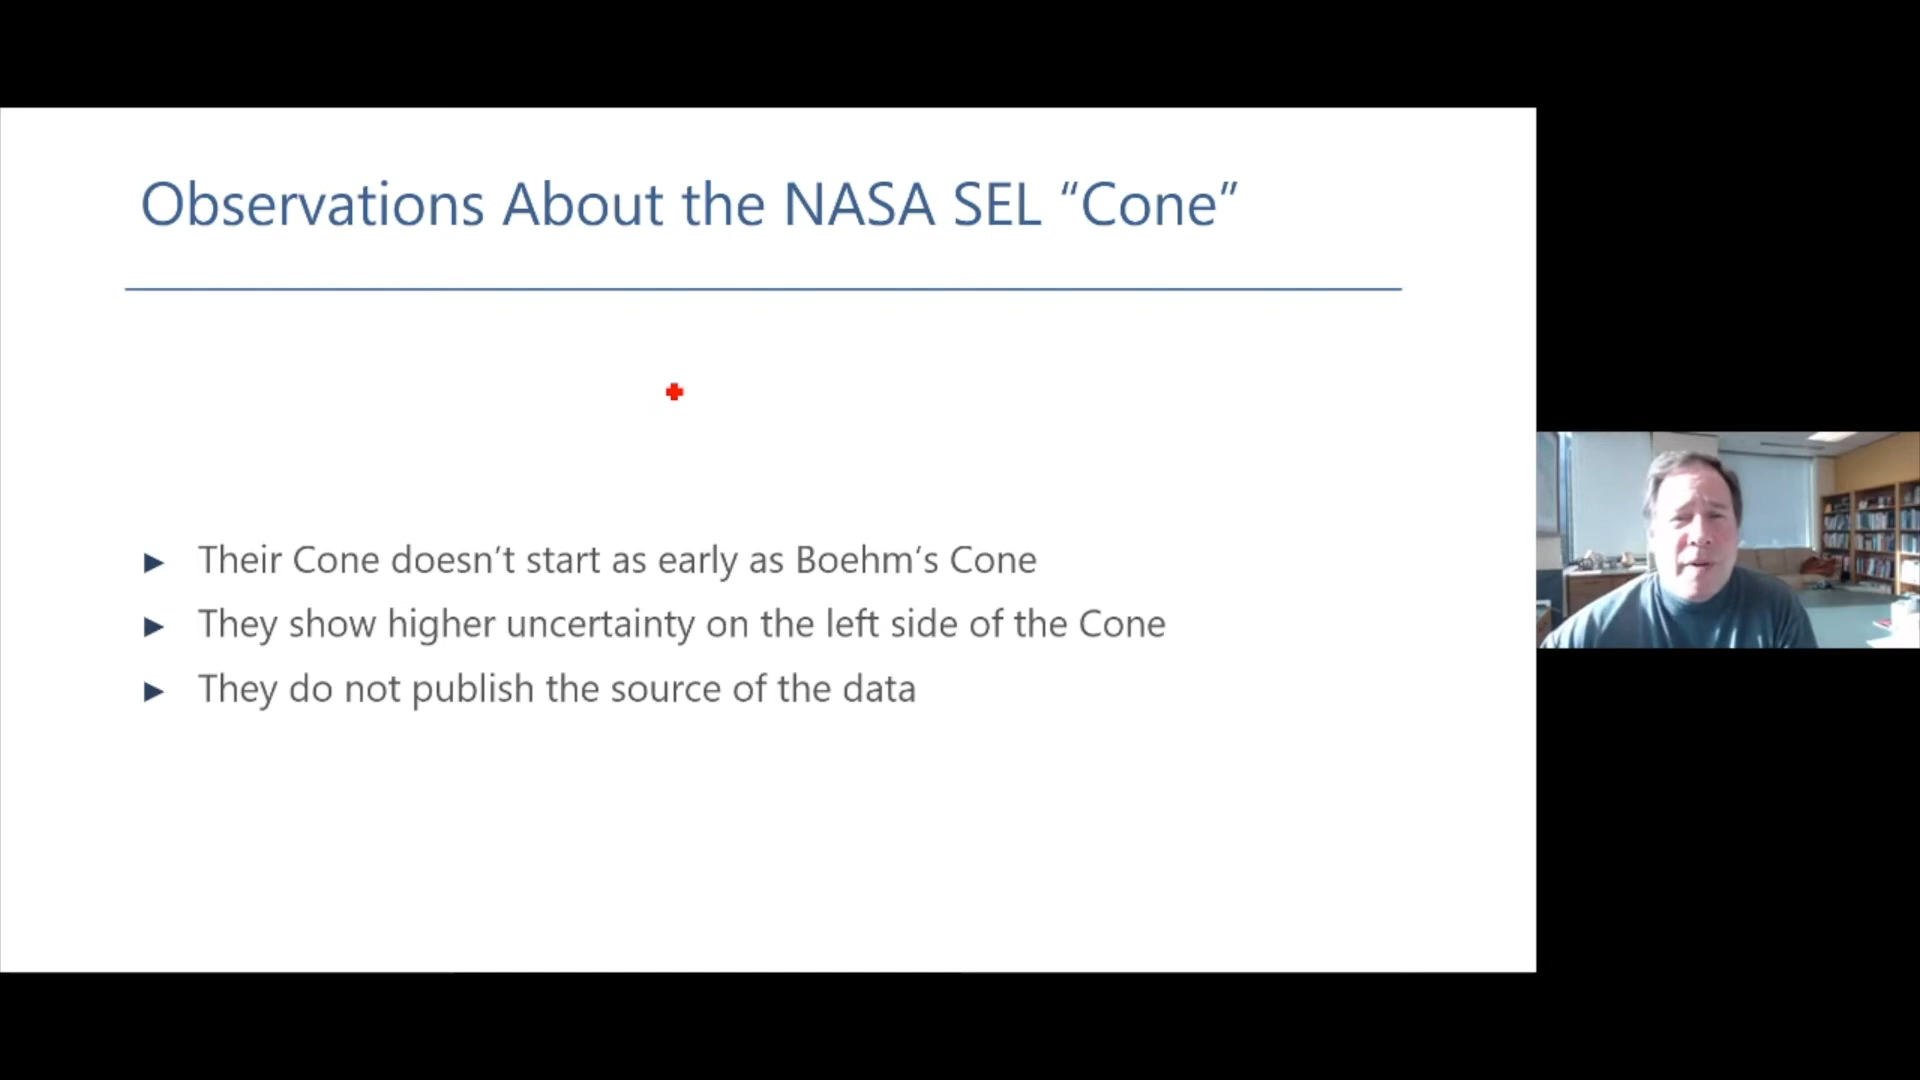 Observations About the NASA SEL “Cone”
► Their Cone doesn’t start as early as Boehm‘s Cone
► They show higher uncertainty on the left side of the Cone
► They do not publish the source of the data